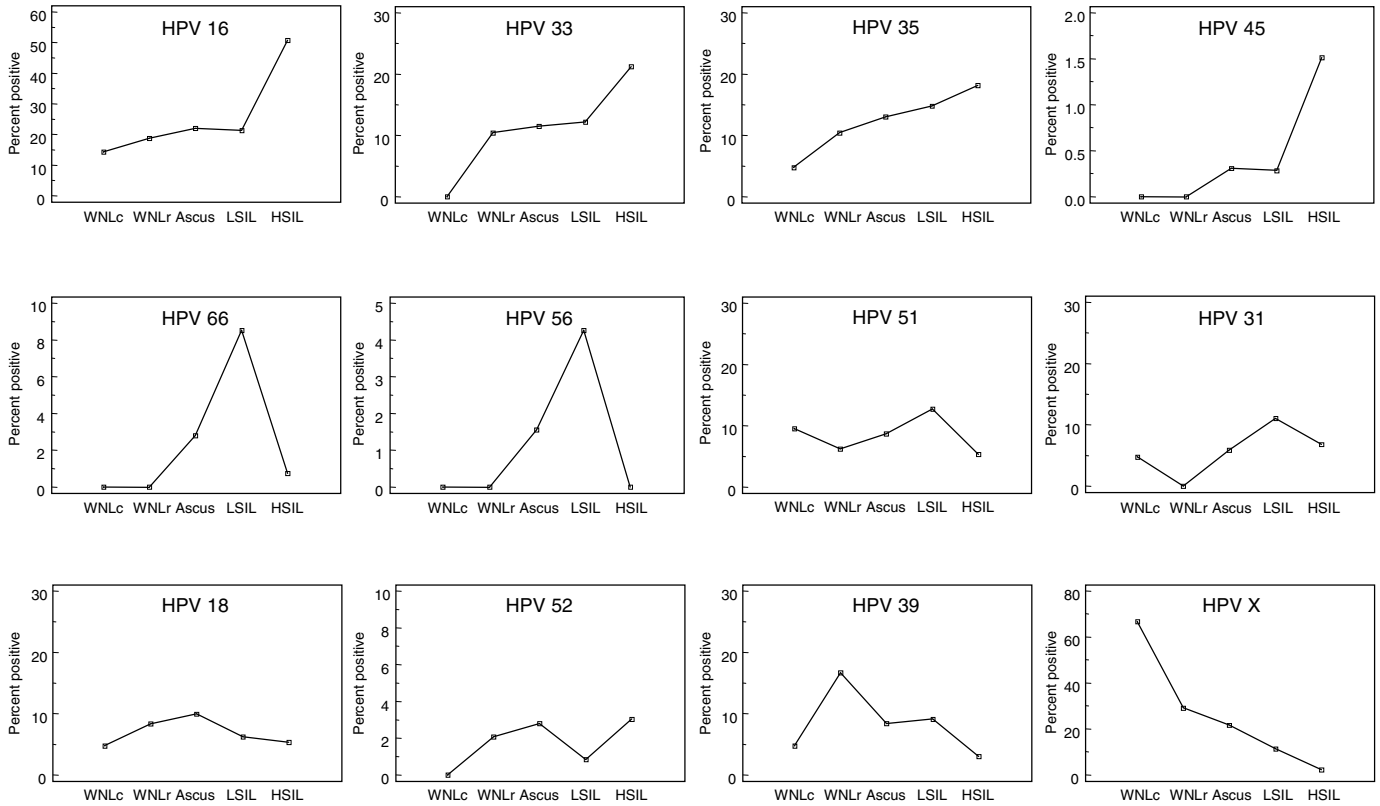 HPV 16
Percent positive
60
50
40
30
20
10
0
WNLc WNLr Ascus LSIL HSIL
HPV 33
Percent positive
30
20
10
0
WNLc WNLr Ascus LSIL HSIL
HPV 35
Percent positive
30
20
10
0
WNLc WNLr Ascus LSIL HSIL
HPV 45
Percent positive
2.0
1.5
1.0
0.5
0.0
WNLc WNLr Ascus LSIL HSIL
HPV 66
Percent positive
10
8
6
4
2
0
WNLc WNLr Ascus LSIL HSIL
HPV 56
Percent positive
5
4
3
2
1
0
WNLc WNLr Ascus LSIL HSIL
HPV 51
Percent positive
30
20
10
0
WNLc WNLr Ascus LSIL HSIL
HPV 31
Percent positive
30
20
10
0
WNLc WNLr Ascus LSIL HSIL
HPV 18
Percent positive
30
20
10
0
WNLc WNLr Ascus LSIL HSIL
HPV 52
Percent positive
10
8
6
4
2
0
WNLc WNLr Ascus LSIL HSIL
HPV 39
Percent positive
30
20
10
0
WNLc WNLr Ascus LSIL HSIL
HPV X
Percent positive
80
60
40
20
0
WNLc WNLr Ascus LSIL HSIL